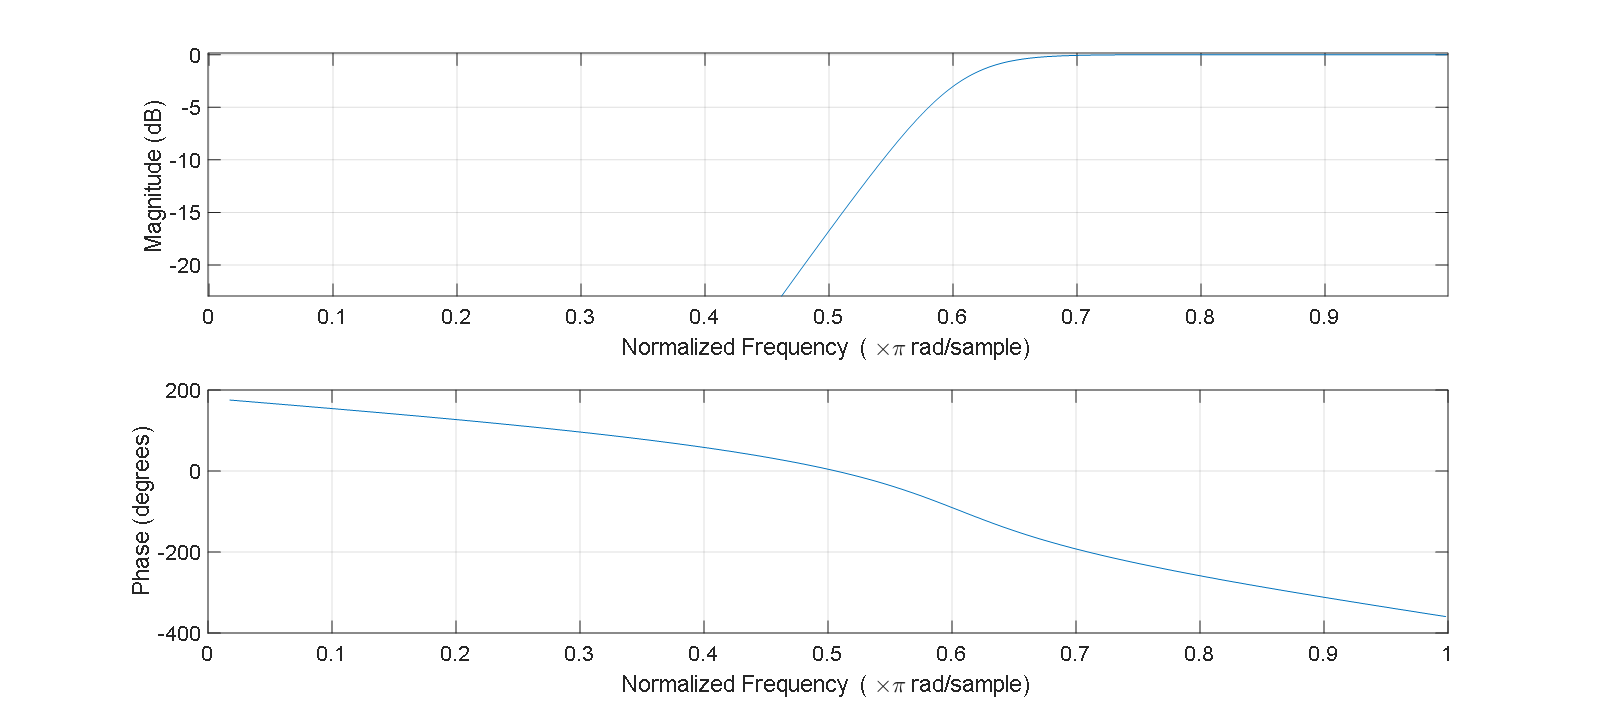 Magnitude (dB)
0
-5
-10
-15
-20
0 0.1 0.2 0.3 0.4 0.5 0.6 0.7 0.8 0.9
Normalized Frequency ( ×π rad/sample)
Phase (degrees)
200
0
-200
-400
0 0.1 0.2 0.3 0.4 0.5 0.6 0.7 0.8 0.9 1
Normalized Frequency ( ×π rad/sample)